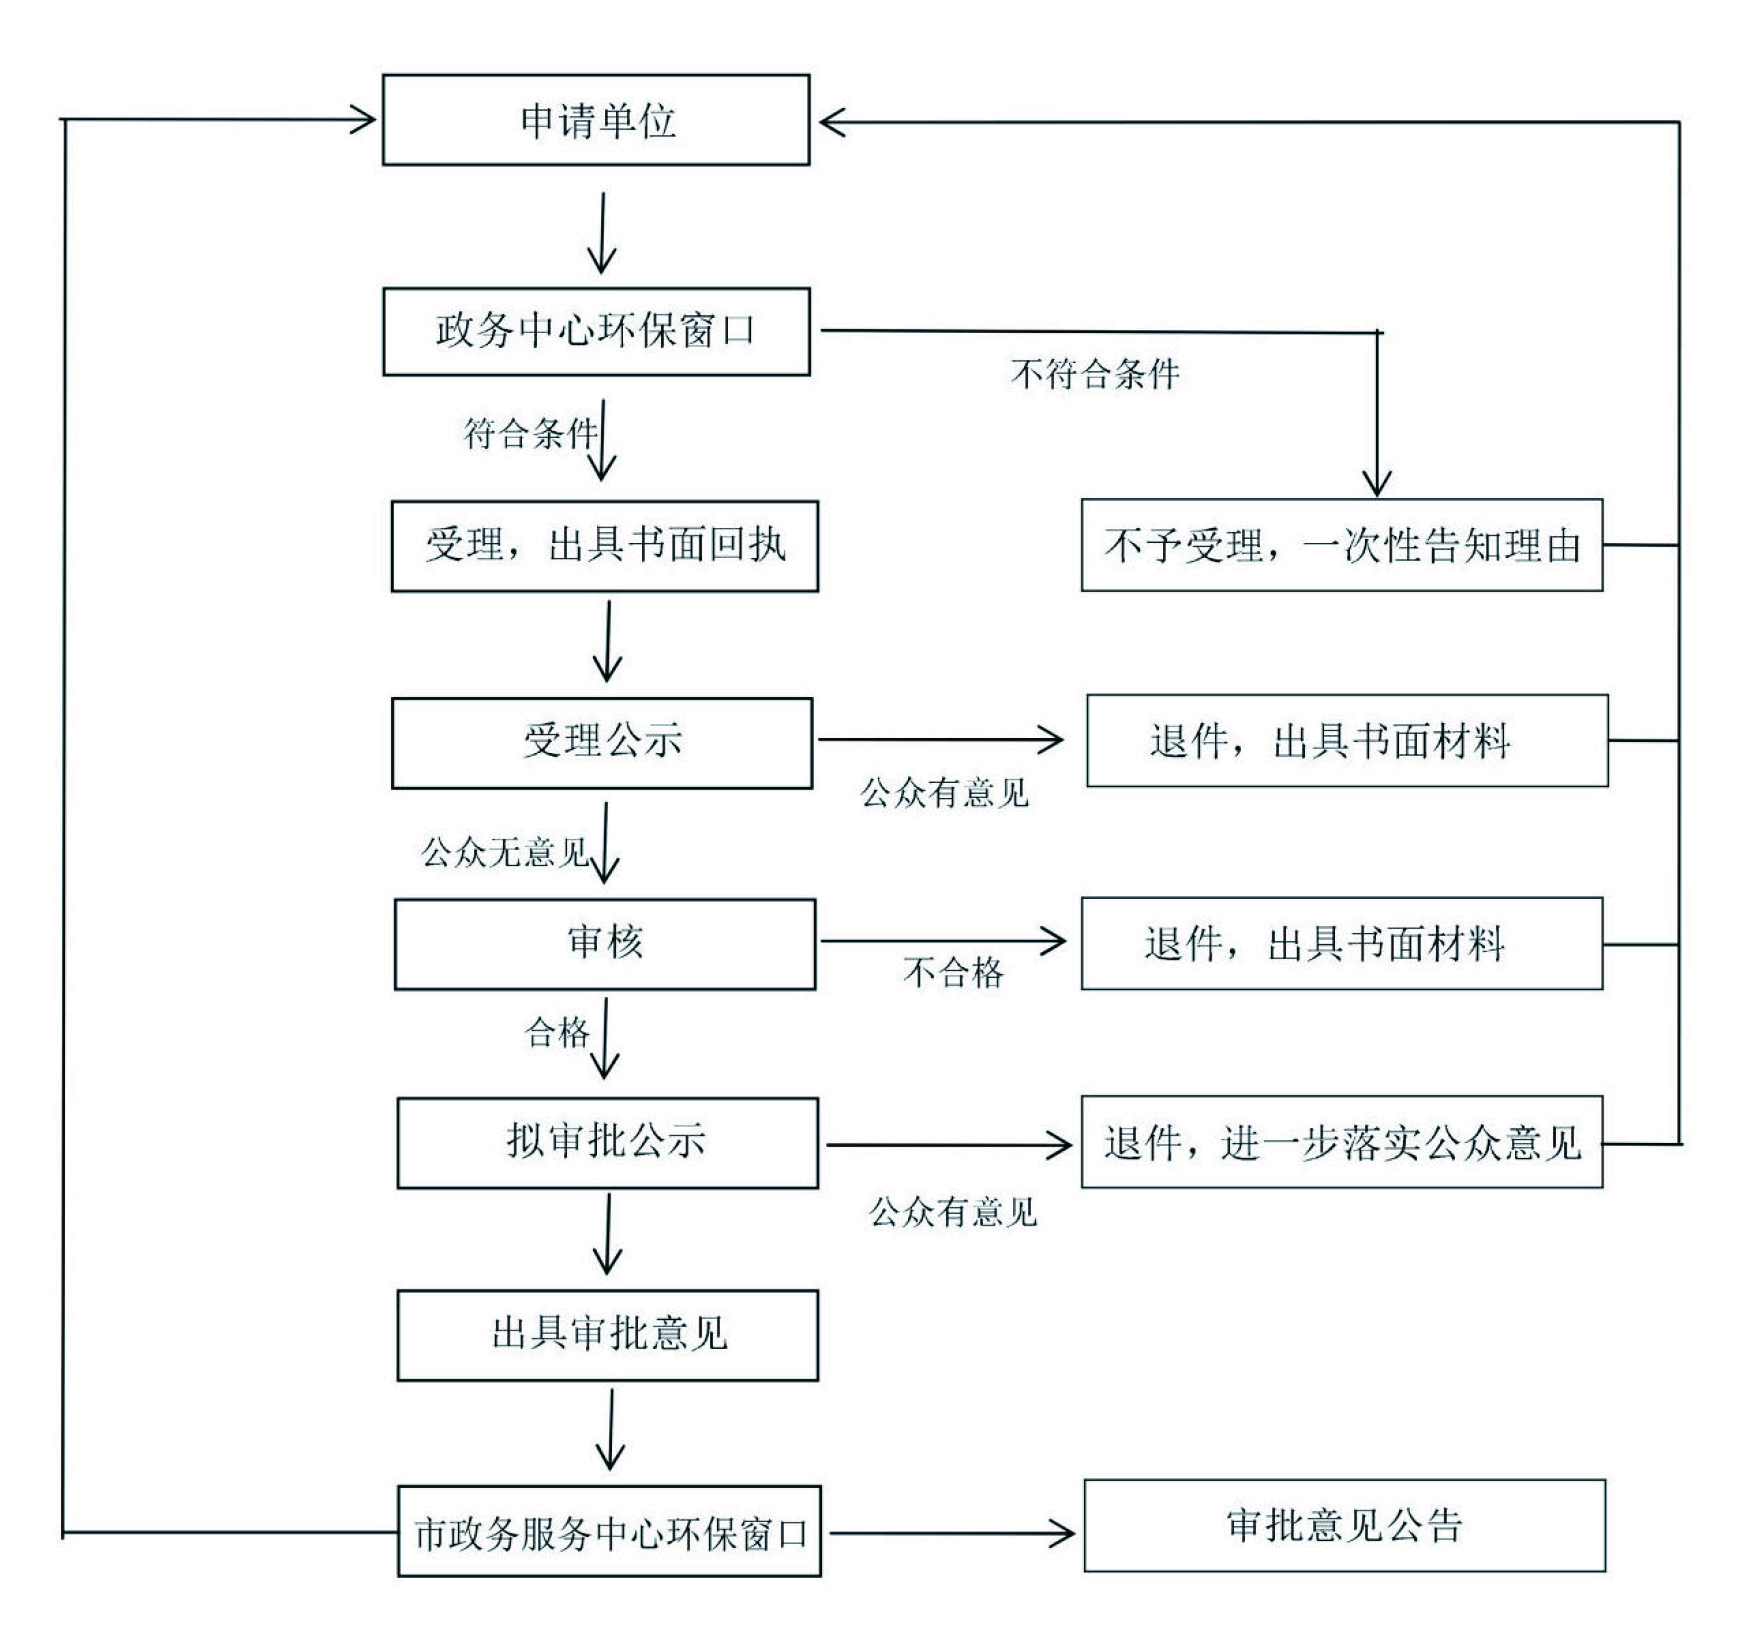 申请单位
政务中心环保窗口
不符合条件
符合条件
受理，出具书面回执
不予受理，一次性告知理由
受理公示
退件，出具书面材料
公众有意见
公众无意见
审核
退件，出具书面材料
不合格
合格
拟审批公示
退件，进一步落实公众意见
公众有意见
出具审批意见
市政务服务中心环保窗口
审批意见公告